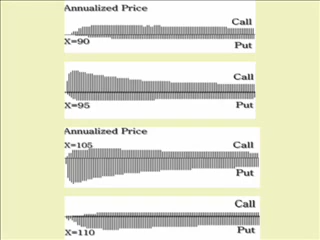 Annualized Price
Call
X=90
Put
Call
X=95
Put
Annualized Price
X=105
Call
Put
Call
X=110
Put